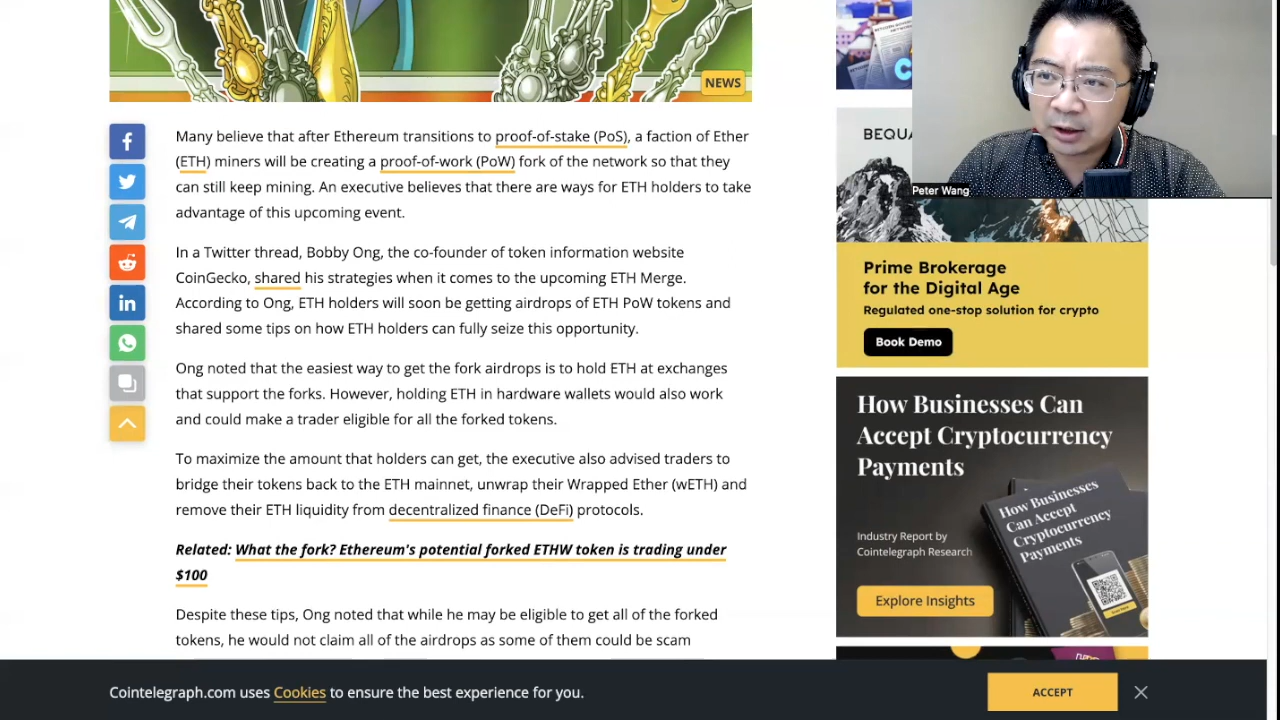 NEWS
Many believe that after Ethereum transitions to proof-of-stake (PoS), a faction of Ether
(ETH) miners will be creating a proof-of-work (PoW) fork of the network so that they
can still keep mining. An executive believes that there are ways for ETH holders to take
advantage of this upcoming event.
In a Twitter thread, Bobby Ong, the co-founder of token information website
CoinGecko, shared his strategies when it comes to the upcoming ETH Merge.
According to Ong, ETH holders will soon be getting airdrops of ETH PoW tokens and
shared some tips on how ETH holders can fully seize this opportunity.
Ong noted that the easiest way to get the fork airdrops is to hold ETH at exchanges
that support the forks. However, holding ETH in hardware wallets would also work
and could make a trader eligible for all the forked tokens.
To maximize the amount that holders can get, the executive also advised traders to
bridge their tokens back to the ETH mainnet, unwrap their Wrapped Ether (wETH) and
remove their ETH liquidity from decentralized finance (DeFi) protocols.
Related: What the fork? Ethereum's potential forked ETHW token is trading under
$100
Despite these tips, Ong noted that while he may be eligible to get all of the forked
tokens, he would not claim all of the airdrops as some of them could be scam
Peter Wang
BEQUA
Prime Brokerage
for the Digital Age
Regulated one-stop solution for crypto
Book Demo
How Businesses Can
Accept Cryptocurrency
Payments
How Businesses
Can Accept
Cryptocurrency
Payments
Industry Report by
Cointelegraph Research
Explore Insights
Cointelegraph.com uses Cookies to ensure the best experience for you.
ACCEPT